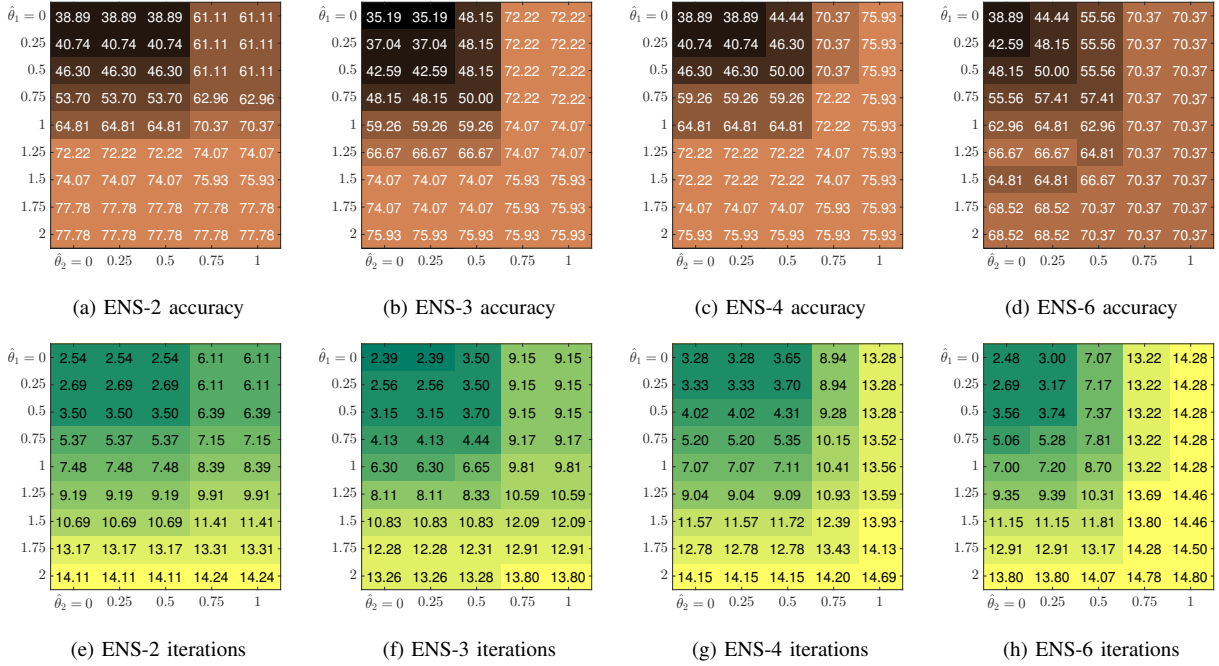 θ̂₁ = 0 38.89 38.89 38.89 61.11 61.11
0.25 40.74 40.74 40.74 61.11 61.11
0.5 46.30 46.30 46.30 61.11 61.11
0.75 53.70 53.70 53.70 62.96 62.96
1 64.81 64.81 64.81 70.37 70.37
1.25 72.22 72.22 72.22 74.07 74.07
1.5 74.07 74.07 74.07 75.93 75.93
1.75 77.78 77.78 77.78 77.78 77.78
2 77.78 77.78 77.78 77.78 77.78
θ̂₂ = 0 0.25 0.5 0.75 1
(a) ENS-2 accuracy
θ̂₁ = 0 35.19 35.19 48.15 72.22 72.22
0.25 37.04 37.04 48.15 72.22 72.22
0.5 42.59 42.59 48.15 72.22 72.22
0.75 48.15 48.15 50.00 72.22 72.22
1 59.26 59.26 59.26 74.07 74.07
1.25 66.67 66.67 66.67 74.07 74.07
1.5 74.07 74.07 74.07 75.93 75.93
1.75 74.07 74.07 75.93 75.93 75.93
2 75.93 75.93 75.93 75.93 75.93
θ̂₂ = 0 0.25 0.5 0.75 1
(b) ENS-3 accuracy
θ̂₁ = 0 38.89 38.89 44.44 70.37 75.93
0.25 40.74 40.74 46.30 70.37 75.93
0.5 46.30 46.30 50.00 70.37 75.93
0.75 59.26 59.26 59.26 72.22 75.93
1 64.81 64.81 64.81 72.22 75.93
1.25 72.22 72.22 72.22 74.07 75.93
1.5 72.22 72.22 72.22 74.07 75.93
1.75 74.07 74.07 74.07 75.93 75.93
2 75.93 75.93 75.93 75.93 75.93
θ̂₂ = 0 0.25 0.5 0.75 1
(c) ENS-4 accuracy
θ̂₁ = 0 38.89 44.44 55.56 70.37 70.37
0.25 42.59 48.15 55.56 70.37 70.37
0.5 48.15 50.00 55.56 70.37 70.37
0.75 55.56 57.41 57.41 70.37 70.37
1 62.96 64.81 62.96 70.37 70.37
1.25 66.67 66.67 64.81 70.37 70.37
1.5 64.81 64.81 66.67 70.37 70.37
1.75 68.52 68.52 70.37 70.37 70.37
2 68.52 68.52 70.37 70.37 70.37
θ̂₂ = 0 0.25 0.5 0.75 1
(d) ENS-6 accuracy
θ̂₁ = 0 2.54 2.54 2.54 6.11 6.11
0.25 2.69 2.69 2.69 6.11 6.11
0.5 3.50 3.50 3.50 6.39 6.39
0.75 5.37 5.37 5.37 7.15 7.15
1 7.48 7.48 7.48 8.39 8.39
1.25 9.19 9.19 9.19 9.91 9.91
1.5 10.69 10.69 10.69 11.41 11.41
1.75 13.17 13.17 13.17 13.31 13.31
2 14.11 14.11 14.11 14.24 14.24
θ̂₂ = 0 0.25 0.5 0.75 1
(e) ENS-2 iterations
θ̂₁ = 0 2.39 2.39 3.50 9.15 9.15
0.25 2.56 2.56 3.50 9.15 9.15
0.5 3.15 3.15 3.70 9.15 9.15
0.75 4.13 4.13 4.44 9.17 9.17
1 6.30 6.30 6.65 9.81 9.81
1.25 8.11 8.11 8.33 10.59 10.59
1.5 10.83 10.83 10.83 12.09 12.09
1.75 12.28 12.28 12.31 12.91 12.91
2 13.26 13.26 13.28 13.80 13.80
θ̂₂ = 0 0.25 0.5 0.75 1
(f) ENS-3 iterations
θ̂₁ = 0 3.28 3.28 3.65 8.94 13.28
0.25 3.33 3.33 3.70 8.94 13.28
0.5 4.02 4.02 4.31 9.28 13.28
0.75 5.20 5.20 5.35 10.15 13.52
1 7.07 7.07 7.11 10.41 13.56
1.25 9.04 9.04 9.09 10.93 13.59
1.5 11.57 11.57 11.72 12.39 13.93
1.75 12.78 12.78 12.78 13.43 14.13
2 14.15 14.15 14.15 14.20 14.69
θ̂₂ = 0 0.25 0.5 0.75 1
(g) ENS-4 iterations
θ̂₁ = 0 2.48 3.00 7.07 13.22 14.28
0.25 2.69 3.17 7.17 13.22 14.28
0.5 3.56 3.74 7.37 13.22 14.28
0.75 5.06 5.28 7.81 13.22 14.28
1 7.00 7.20 8.70 13.22 14.28
1.25 9.35 9.39 10.31 13.69 14.46
1.5 11.15 11.15 11.81 13.80 14.46
1.75 12.91 12.91 13.17 14.28 14.50
2 13.80 13.80 14.07 14.78 14.80
θ̂₂ = 0 0.25 0.5 0.75 1
(h) ENS-6 iterations